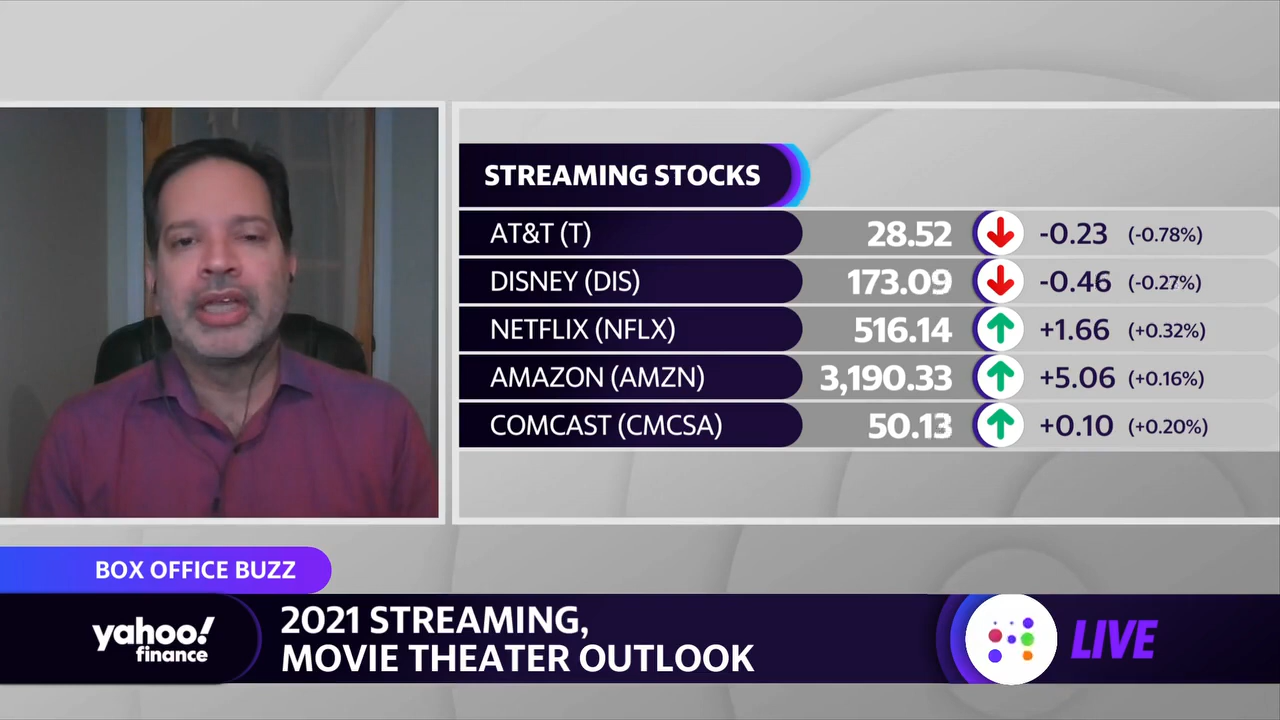 STREAMING STOCKS
AT&T (T) 28.52 -0.23 (-0.78%)
DISNEY (DIS) 173.09 -0.46 (-0.27%)
NETFLIX (NFLX) 516.14 +1.66 (+0.32%)
AMAZON (AMZN) 3,190.33 +5.06 (+0.16%)
COMCAST (CMCSA) 50.13 +0.10 (+0.20%)
BOX OFFICE BUZZ
yahoo!
finance
2021 STREAMING,
MOVIE THEATER OUTLOOK
LIVE